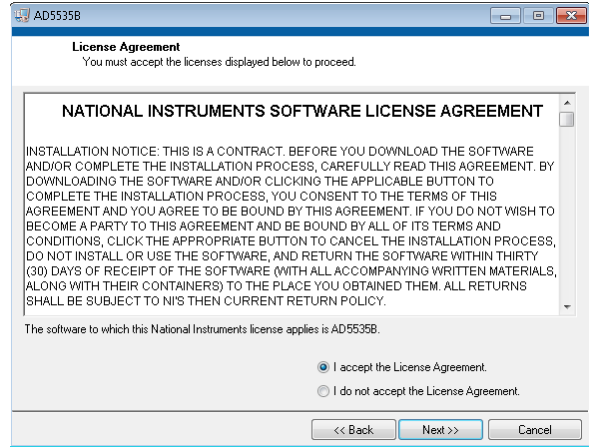 AD5535B
License Agreement
You must accept the licenses displayed below to proceed.
NATIONAL INSTRUMENTS SOFTWARE LICENSE AGREEMENT
INSTALLATION NOTICE: THIS IS A CONTRACT. BEFORE YOU DOWNLOAD THE SOFTWARE
AND/OR COMPLETE THE INSTALLATION PROCESS, CAREFULLY READ THIS AGREEMENT. BY
DOWNLOADING THE SOFTWARE AND/OR CLICKING THE APPLICABLE BUTTON TO
COMPLETE THE INSTALLATION PROCESS, YOU CONSENT TO THE TERMS OF THIS
AGREEMENT AND YOU AGREE TO BE BOUND BY THIS AGREEMENT. IF YOU DO NOT WISH TO
BECOME A PARTY TO THIS AGREEMENT AND BE BOUND BY ALL OF ITS TERMS AND
CONDITIONS, CLICK THE APPROPRIATE BUTTON TO CANCEL THE INSTALLATION PROCESS,
DO NOT INSTALL OR USE THE SOFTWARE, AND RETURN THE SOFTWARE WITHIN THIRTY
(30) DAYS OF RECEIPT OF THE SOFTWARE (WITH ALL ACCOMPANYING WRITTEN MATERIALS,
ALONG WITH THEIR CONTAINERS) TO THE PLACE YOU OBTAINED THEM. ALL RETURNS
SHALL BE SUBJECT TO NI'S THEN CURRENT RETURN POLICY.
The software to which this National Instruments license applies is AD5535B.
I accept the License Agreement.
I do not accept the License Agreement.
<< Back Next >> Cancel